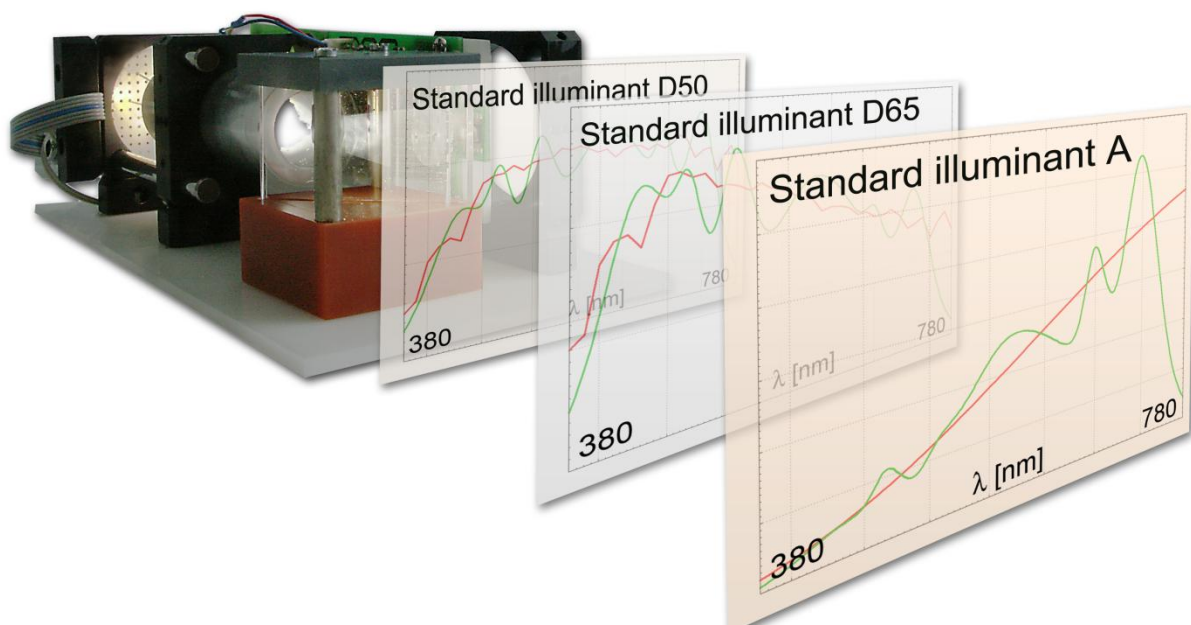 Standard illuminant D50
780
λ [nm]
380
Standard illuminant D65
780
λ [nm]
380
Standard illuminant A
780
λ [nm]
380